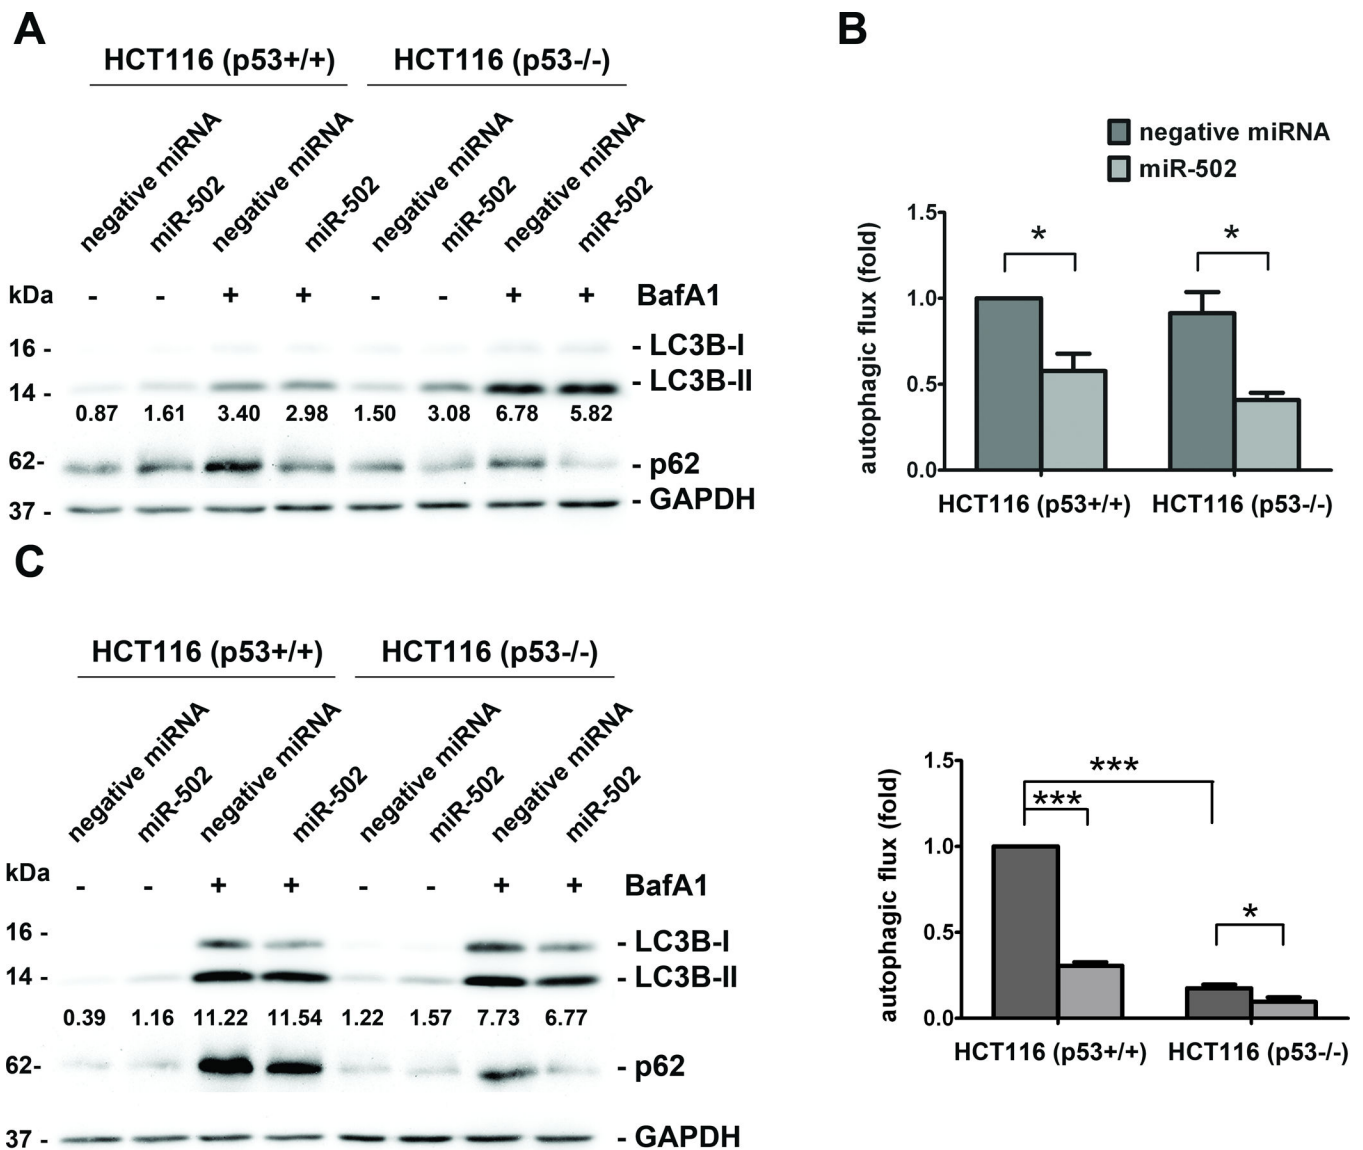 A
HCT116 (p53+/+) HCT116 (p53-/-)
negative miRNA miR-502 negative miRNA miR-502 negative miRNA miR-502 negative miRNA miR-502
kDa - - + + - - + + BafA1
16 - - LC3B-I
14 - - LC3B-II
0.87 1.61 3.40 2.98 1.50 3.08 6.78 5.82
62- - p62
37 - - GAPDH
B
negative miRNA
miR-502
autophagic flux (fold)
1.5
* *
1.0
0.5
0.0
HCT116 (p53+/+) HCT116 (p53-/-)
C
HCT116 (p53+/+) HCT116 (p53-/-)
negative miRNA miR-502 negative miRNA miR-502 negative miRNA miR-502 negative miRNA miR-502
kDa - - + + - - + + BafA1
16 - - LC3B-I
14 - - LC3B-II
0.39 1.16 11.22 11.54 1.22 1.57 7.73 6.77
62- - p62
37 - - GAPDH
autophagic flux (fold)
1.5
***
***
1.0
*
0.5
0.0
HCT116 (p53+/+) HCT116 (p53-/-)